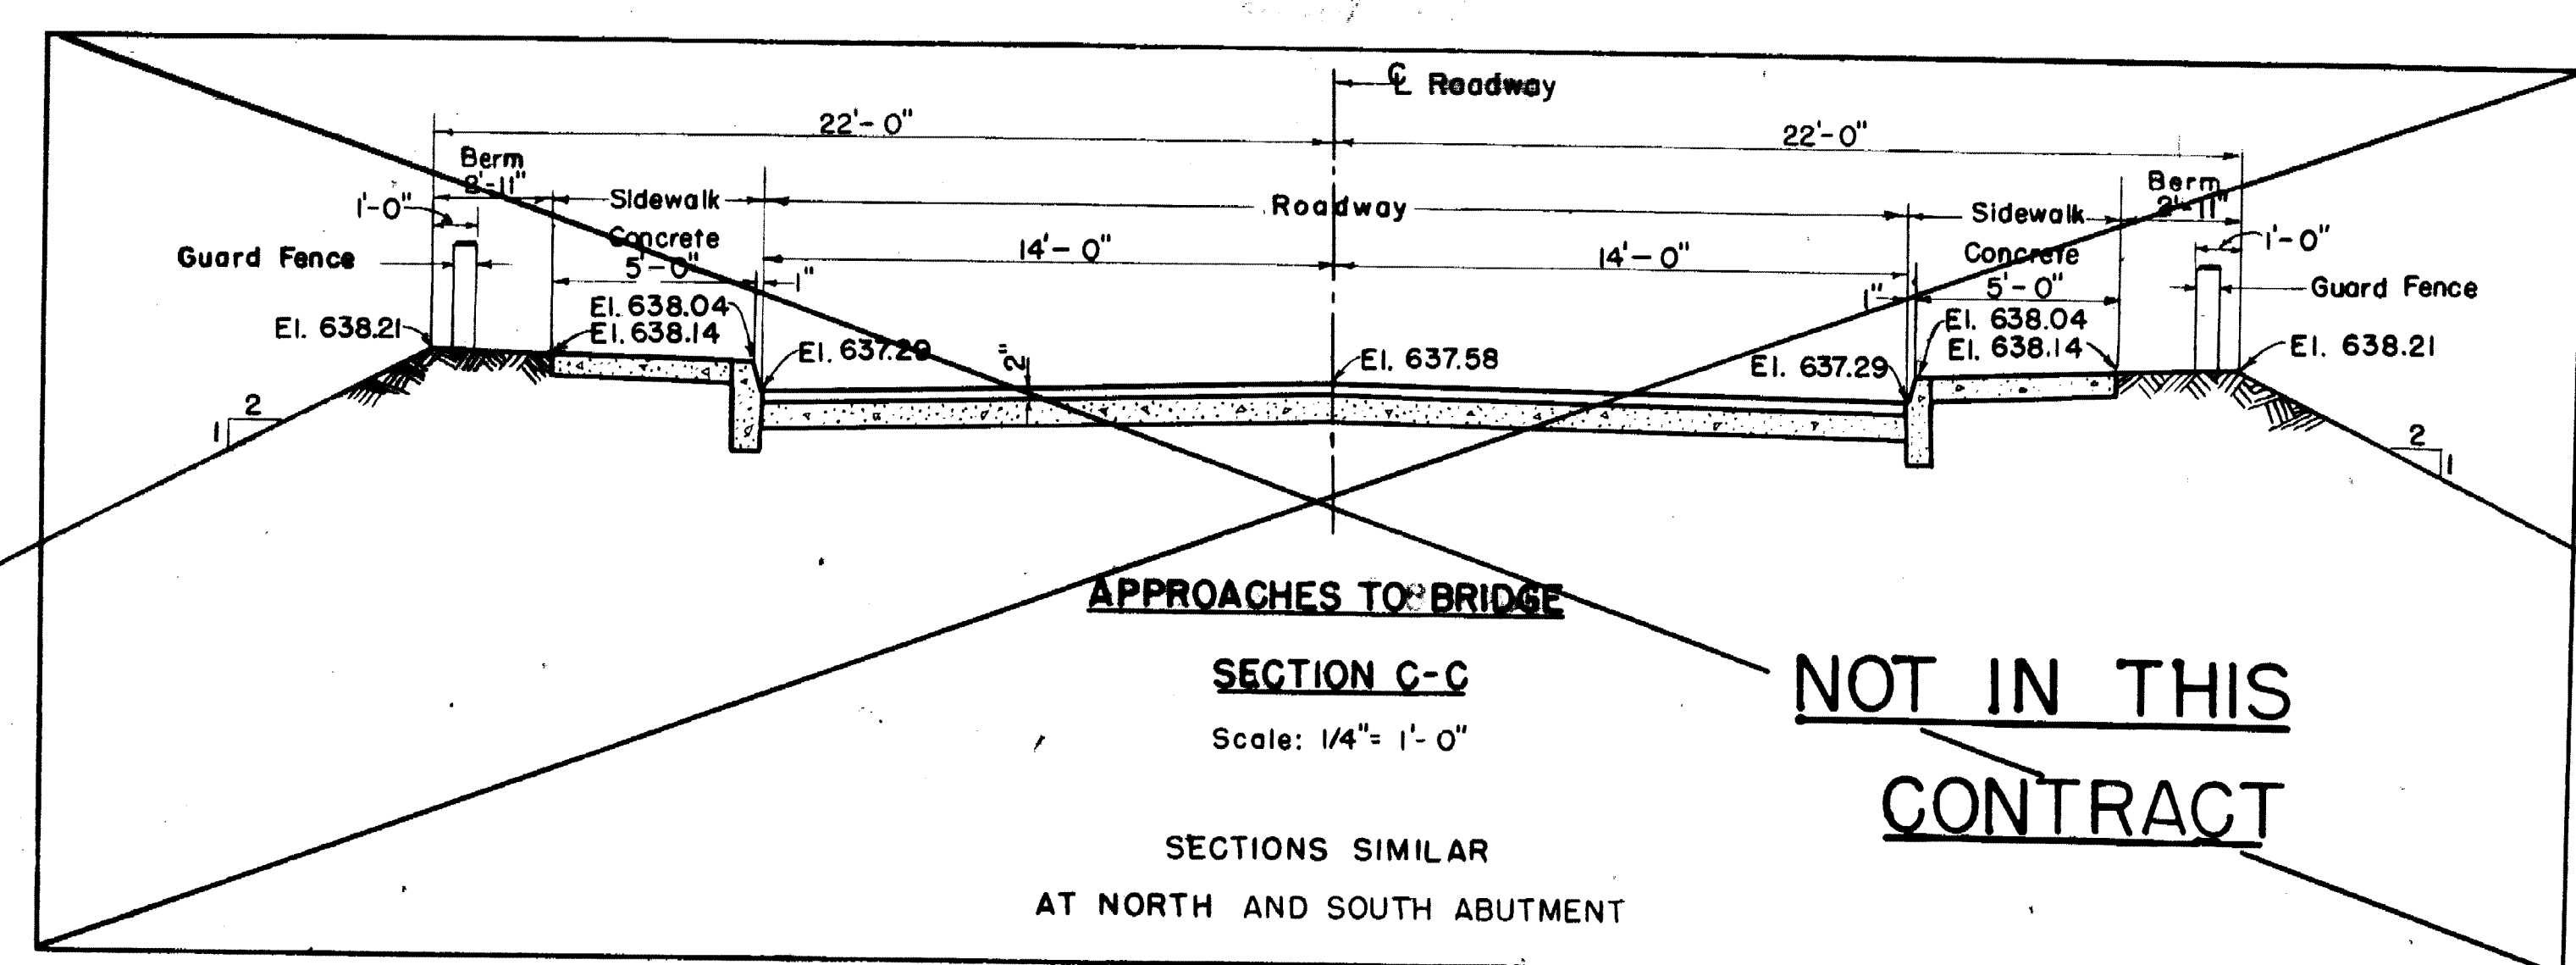 ℄ Roadway
22'-0"
22'-0"
Berm
2'-11"
Sidewalk
Roadway
Sidewalk
Berm
2'-11"
1'-0"
1'-0"
Guard Fence
Concrete
5'-0"
1"
14'-0"
14'-0"
1"
Concrete
5'-0"
Guard Fence
El. 638.21
El. 638.04
El. 638.14
El. 637.29
2"
El. 637.58
El. 637.29
El. 638.04
El. 638.14
El. 638.21
2
1
2
1
APPROACHES TO BRIDGE
SECTION C-C
Scale: 1/4"= 1'-0"
NOT IN THIS
CONTRACT
SECTIONS SIMILAR
AT NORTH AND SOUTH ABUTMENT